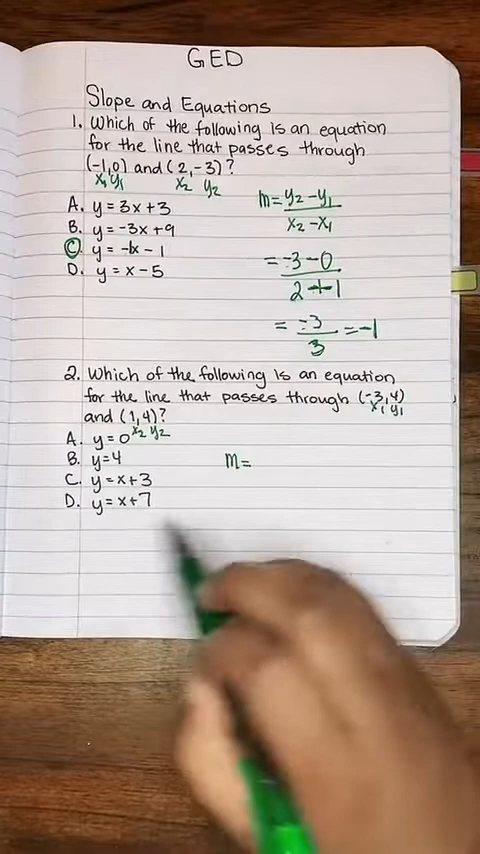 GED
Slope and Equations
1. Which of the following is an equation
for the line that passes through
(-1,0) and (2,-3)?
x₁ y₁ x₂ y₂
A. y = 3x + 3
B. y = -3x + 9
C. y = -1x - 1
D. y = x - 5
m = y₂ - y₁
x₂ - x₁
= -3 - 0
2 + 1
= -3
3
= -1
2. Which of the following is an equation
for the line that passes through (-3,4)
x₁ y₁
and (1,4)?
x₂ y₂
A. y = 0
B. y = 4
C. y = x + 3
D. y = x + 7
m =